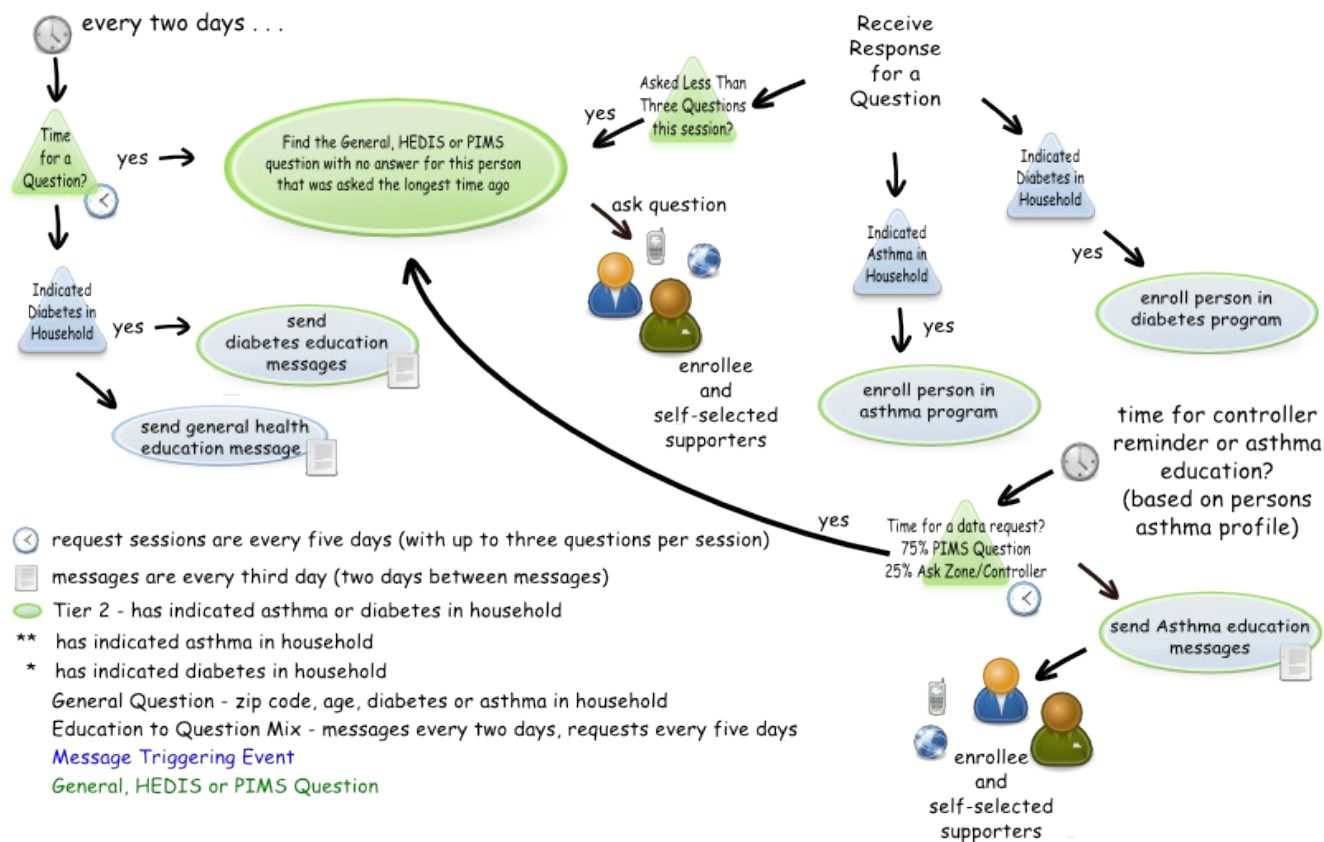 every two days . . .
Time
for a
Question?
yes
Find the General, HEDIS or PIMS
question with no answer for this person
that was asked the longest time ago
Asked Less Than
Three Questions
this session?
yes
Receive
Response
for a
Question
Indicated
Diabetes in
Household
yes
enroll person in
diabetes program
Indicated
Asthma in
Household
yes
enroll person in
asthma program
ask question
enrollee
and
self-selected
supporters
Indicated
Diabetes in
Household
yes
send
diabetes education
messages
send general health
education message
time for controller
reminder or asthma
education?
(based on persons
asthma profile)
yes
Time for a data request?
75% PIMS Question
25% Ask Zone/Controller
send Asthma education
messages
enrollee
and
self-selected
supporters
request sessions are every five days (with up to three questions per session)
messages are every third day (two days between messages)
Tier 2 - has indicated asthma or diabetes in household
** has indicated asthma in household
* has indicated diabetes in household
General Question - zip code, age, diabetes or asthma in household
Education to Question Mix - messages every two days, requests every five days
Message Triggering Event
General, HEDIS or PIMS Question